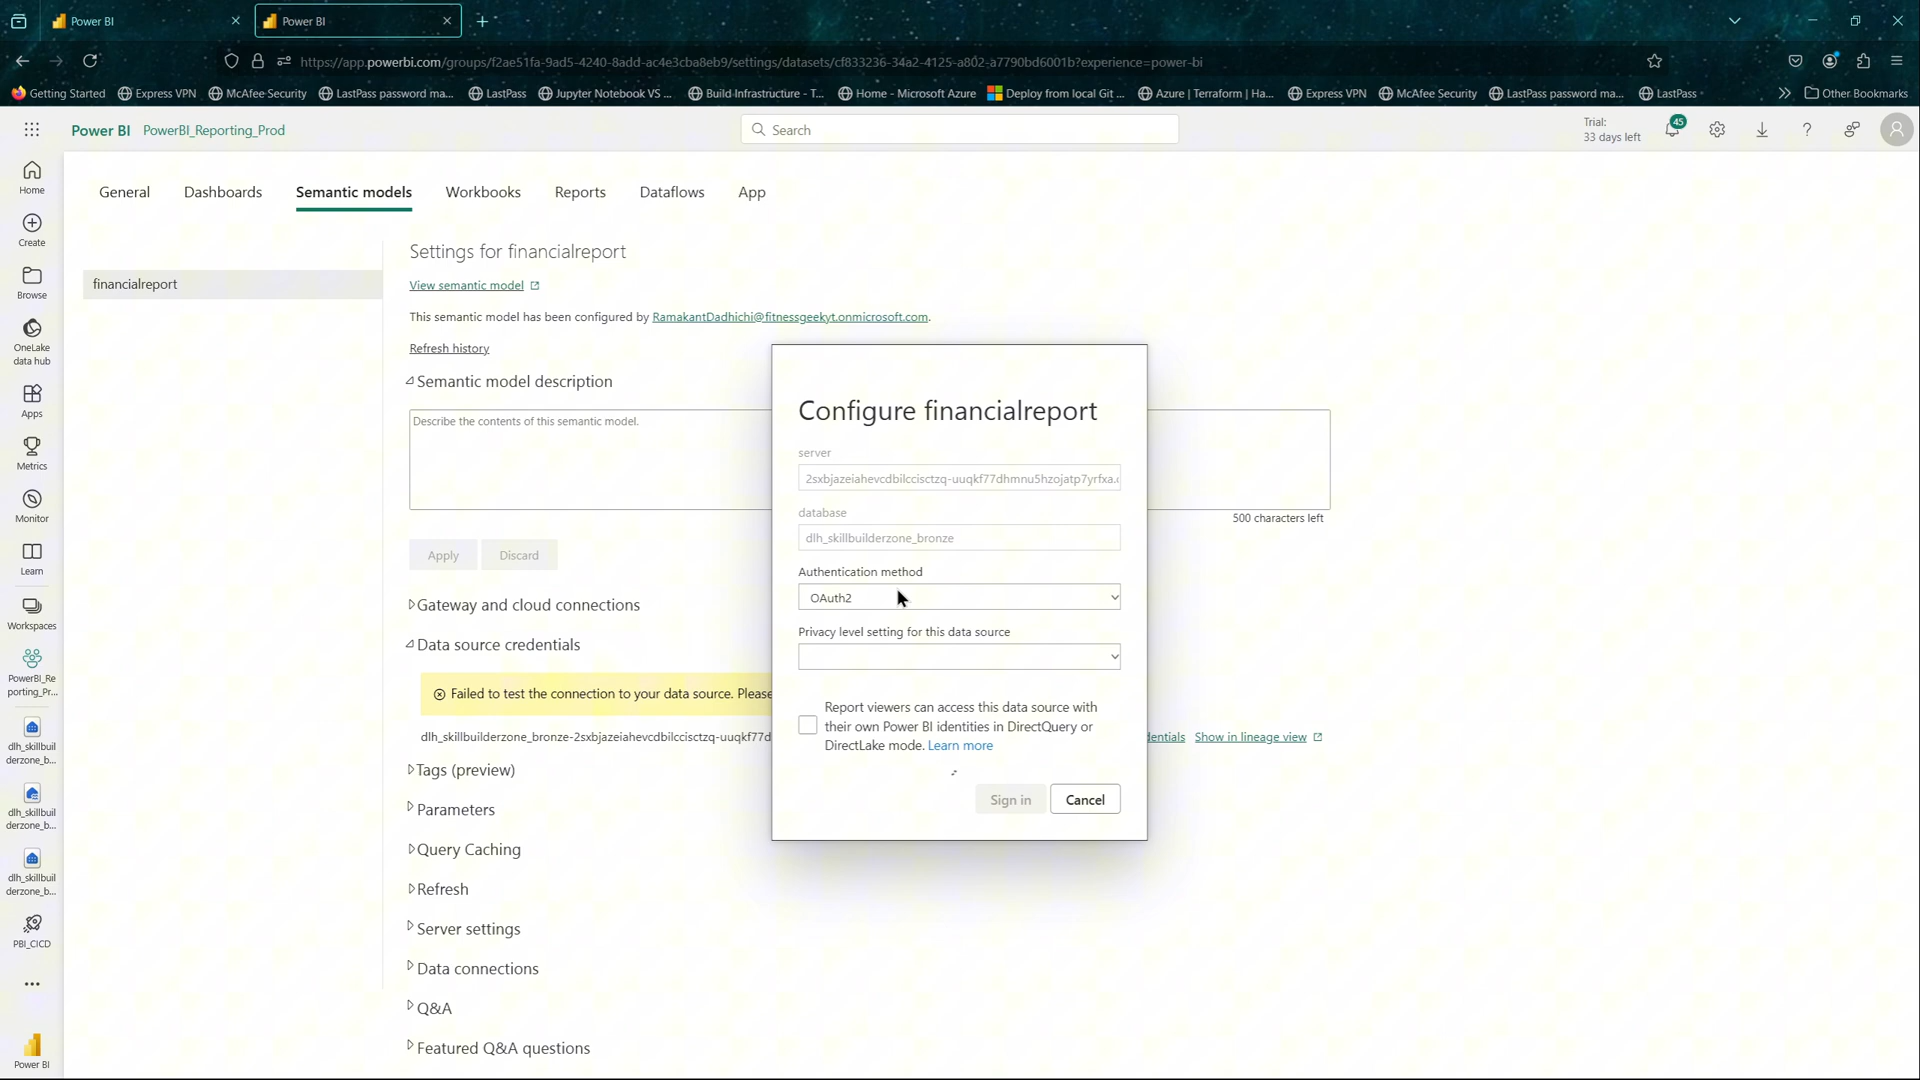 Power BI
Power BI
https://app.powerbi.com/groups/f2ae51fa-9ad5-4240-8add-ac4e3cba8eb9/settings/datasets/cf833236-34a2-4125-a802-a7790bd6001b?experience=power-bi
Getting Started
Express VPN
McAfee Security
LastPass password ma...
LastPass
Jupyter Notebook VS ...
Build-Infrastructure - T...
Home - Microsoft Azure
Deploy from local Git ...
Azure | Terraform | Ha...
Express VPN
McAfee Security
LastPass password ma...
LastPass
Other Bookmarks
Power BI PowerBI_Reporting_Prod
Search
Trial:
33 days left
45
Home
Create
Browse
OneLake
data hub
Apps
Metrics
Monitor
Learn
Workspaces
PowerBI_Re
porting_Pr...
dlh_skillbuil
derzone_b...
dlh_skillbuil
derzone_b...
dlh_skillbuil
derzone_b...
PBI_CICD
Power BI
General
Dashboards
Semantic models
Workbooks
Reports
Dataflows
App
financialreport
Settings for financialreport
View semantic model
This semantic model has been configured by RamakantDadhichi@fitnessgeekyt.onmicrosoft.com.
Refresh history
Semantic model description
Describe the contents of this semantic model.
500 characters left
Apply
Discard
Gateway and cloud connections
Data source credentials
Failed to test the connection to your data source. Please
dlh_skillbuilderzone_bronze-2sxbjazeiahevcdbilccisctzq-uuqkf77d
dentials
Show in lineage view
Tags (preview)
Parameters
Query Caching
Refresh
Server settings
Data connections
Q&A
Featured Q&A questions
Configure financialreport
server
2sxbjazeiahevcdbilccisctzq-uuqkf77dhmnu5hzojatp7yrfxa.
database
dlh_skillbuilderzone_bronze
Authentication method
OAuth2
Privacy level setting for this data source
Report viewers can access this data source with
their own Power BI identities in DirectQuery or
DirectLake mode. Learn more
Sign in
Cancel